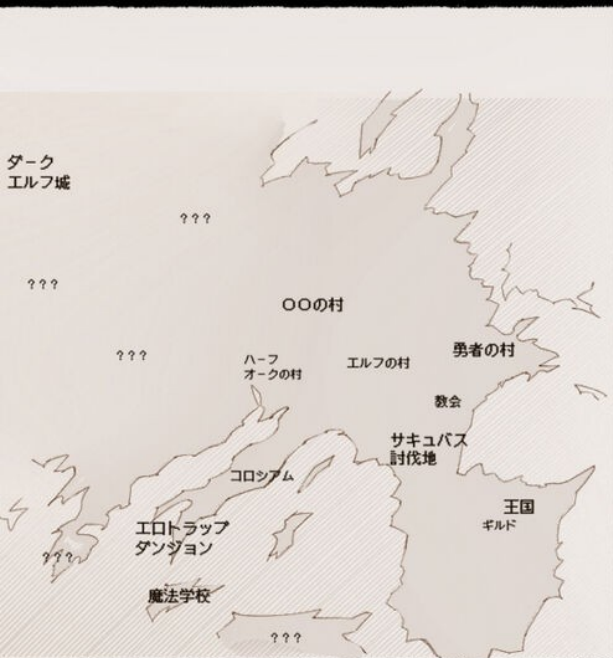 ダーク
エルフ城
???
???
〇〇の村
???
勇者の村
ハーフ
オークの村
エルフの村
教会
サキュバス
討伐地
コロシアム
王国
ギルド
エロトラップ
ダンジョン
???
魔法学校
???